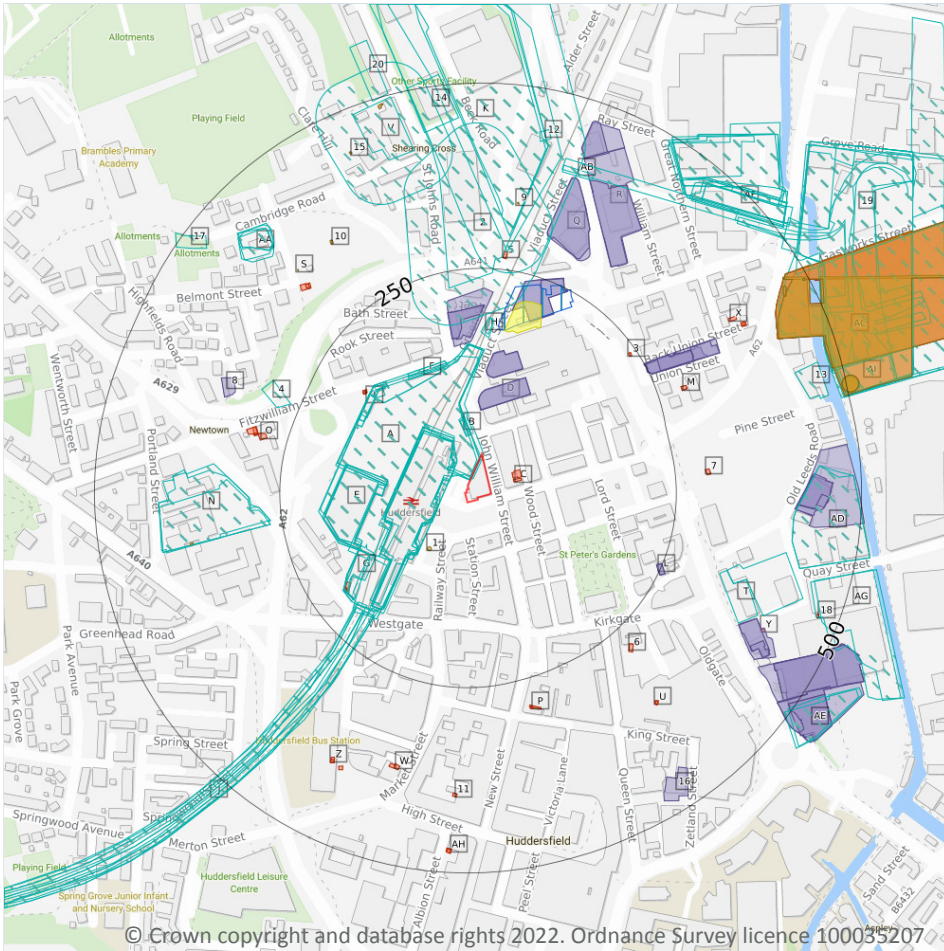 Allotments
20
Alder Street
Other Sports Facility
14
Beck Road
K
Playing Field
Clare Hill
12
Ray Street
V
15
Shearing Cross
Great Northern Street
Grove Road
Brambles Primary
Academy
St Johns Road
AB
R
AF
19
9
William Street
Viaduct Street
Cambridge Road
2
Q
Allotments
17
AA
10
Gasworks Street
Allotments
S
A641
250
Belmont Street
Highfields Road
Bath Street
H
X
AC
Rook Street
3
Back Union Street
A62
Wentworth Street
Union Street
F
A629
8
4
D
M
13
AI
Fitzwilliam Street
Newtown
O
B
Pine Street
Portland Street
A
John William Street
Old Leeds Road
7
C
E
Wood Street
Lord Street
N
Huddersfield
A62
AD
1
St Peter's Gardens
A640
Station Street
Railway Street
G
L
Quay Street
T
AG
Westgate
Kirkgate
18
Y
Greenhead Road
6
500
Park Avenue
Oldgate
Park Grove
P
U
AE
Spring Street
Huddersfield Bus Station
King Street
Z
W
Market Street
New Street
Victoria Lane
16
11
Queen Street
Zetland Street
Springwood Avenue
High Street
Merton Street
Huddersfield
AH
Playing Field
Albion Street
Peel Street
Huddersfield Leisure
Centre
Sand Street
Spring Grove Junior Infant
and Nursery School
B6432
Aspley
© Crown copyright and database rights 2022. Ordnance Survey licence 100035207.